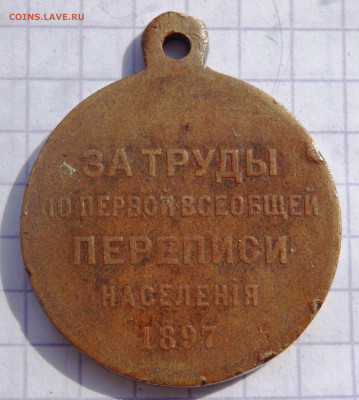 COINS.LAVE.RU
ЗА ТРУДЫ
ПО ПЕРВОЙ ВСЕОБЩЕЙ
ПЕРЕПИСИ
НАСЕЛЕНІЯ
1897